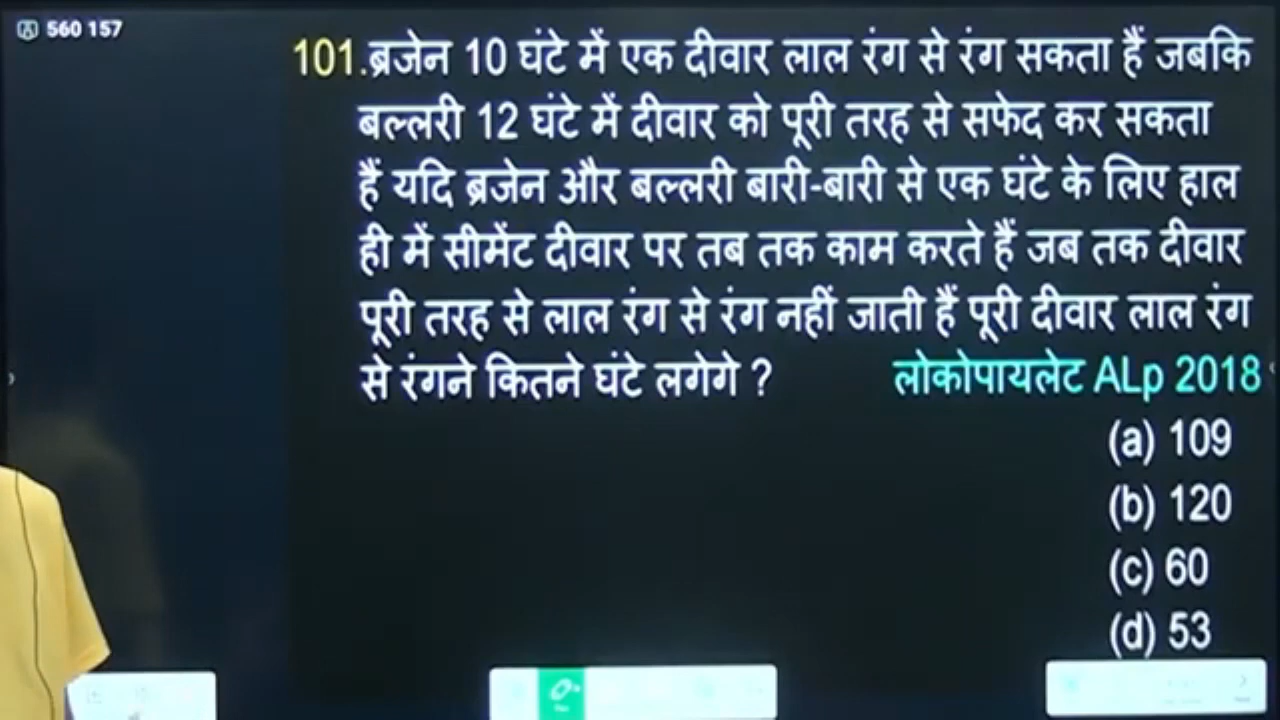 560 157
101.ब्रजेन 10 घंटे में एक दीवार लाल रंग से रंग सकता हैं जबकि
बल्लरी 12 घंटे में दीवार को पूरी तरह से सफेद कर सकता
हैं यदि ब्रजेन और बल्लरी बारी-बारी से एक घंटे के लिए हाल
ही में सीमेंट दीवार पर तब तक काम करते हैं जब तक दीवार
पूरी तरह से लाल रंग से रंग नहीं जाती हैं पूरी दीवार लाल रंग
से रंगने कितने घंटे लगेगे ?
लोकोपायलेट ALp 2018
(a) 109
(b) 120
(c) 60
(d) 53